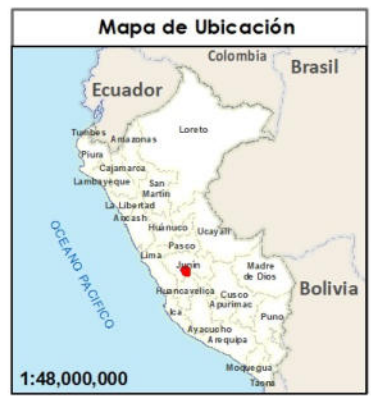 Mapa de Ubicación
Colombia
Brasil
Ecuador
Loreto
Tumbes
Amazonas
Piura
Cajamarca
Lambayeque
San
Martin
La Libertad
Ancash
Huánuco
Ucayali
Pasco
OCEANO PACIFICO
Lima
Junin
Madre
de Dios
Huancavelica
Cusco
Bolivia
Apurimac
Ica
Puno
Ayacucho
Arequipa
Moquegua
1:48,000,000
Tacna